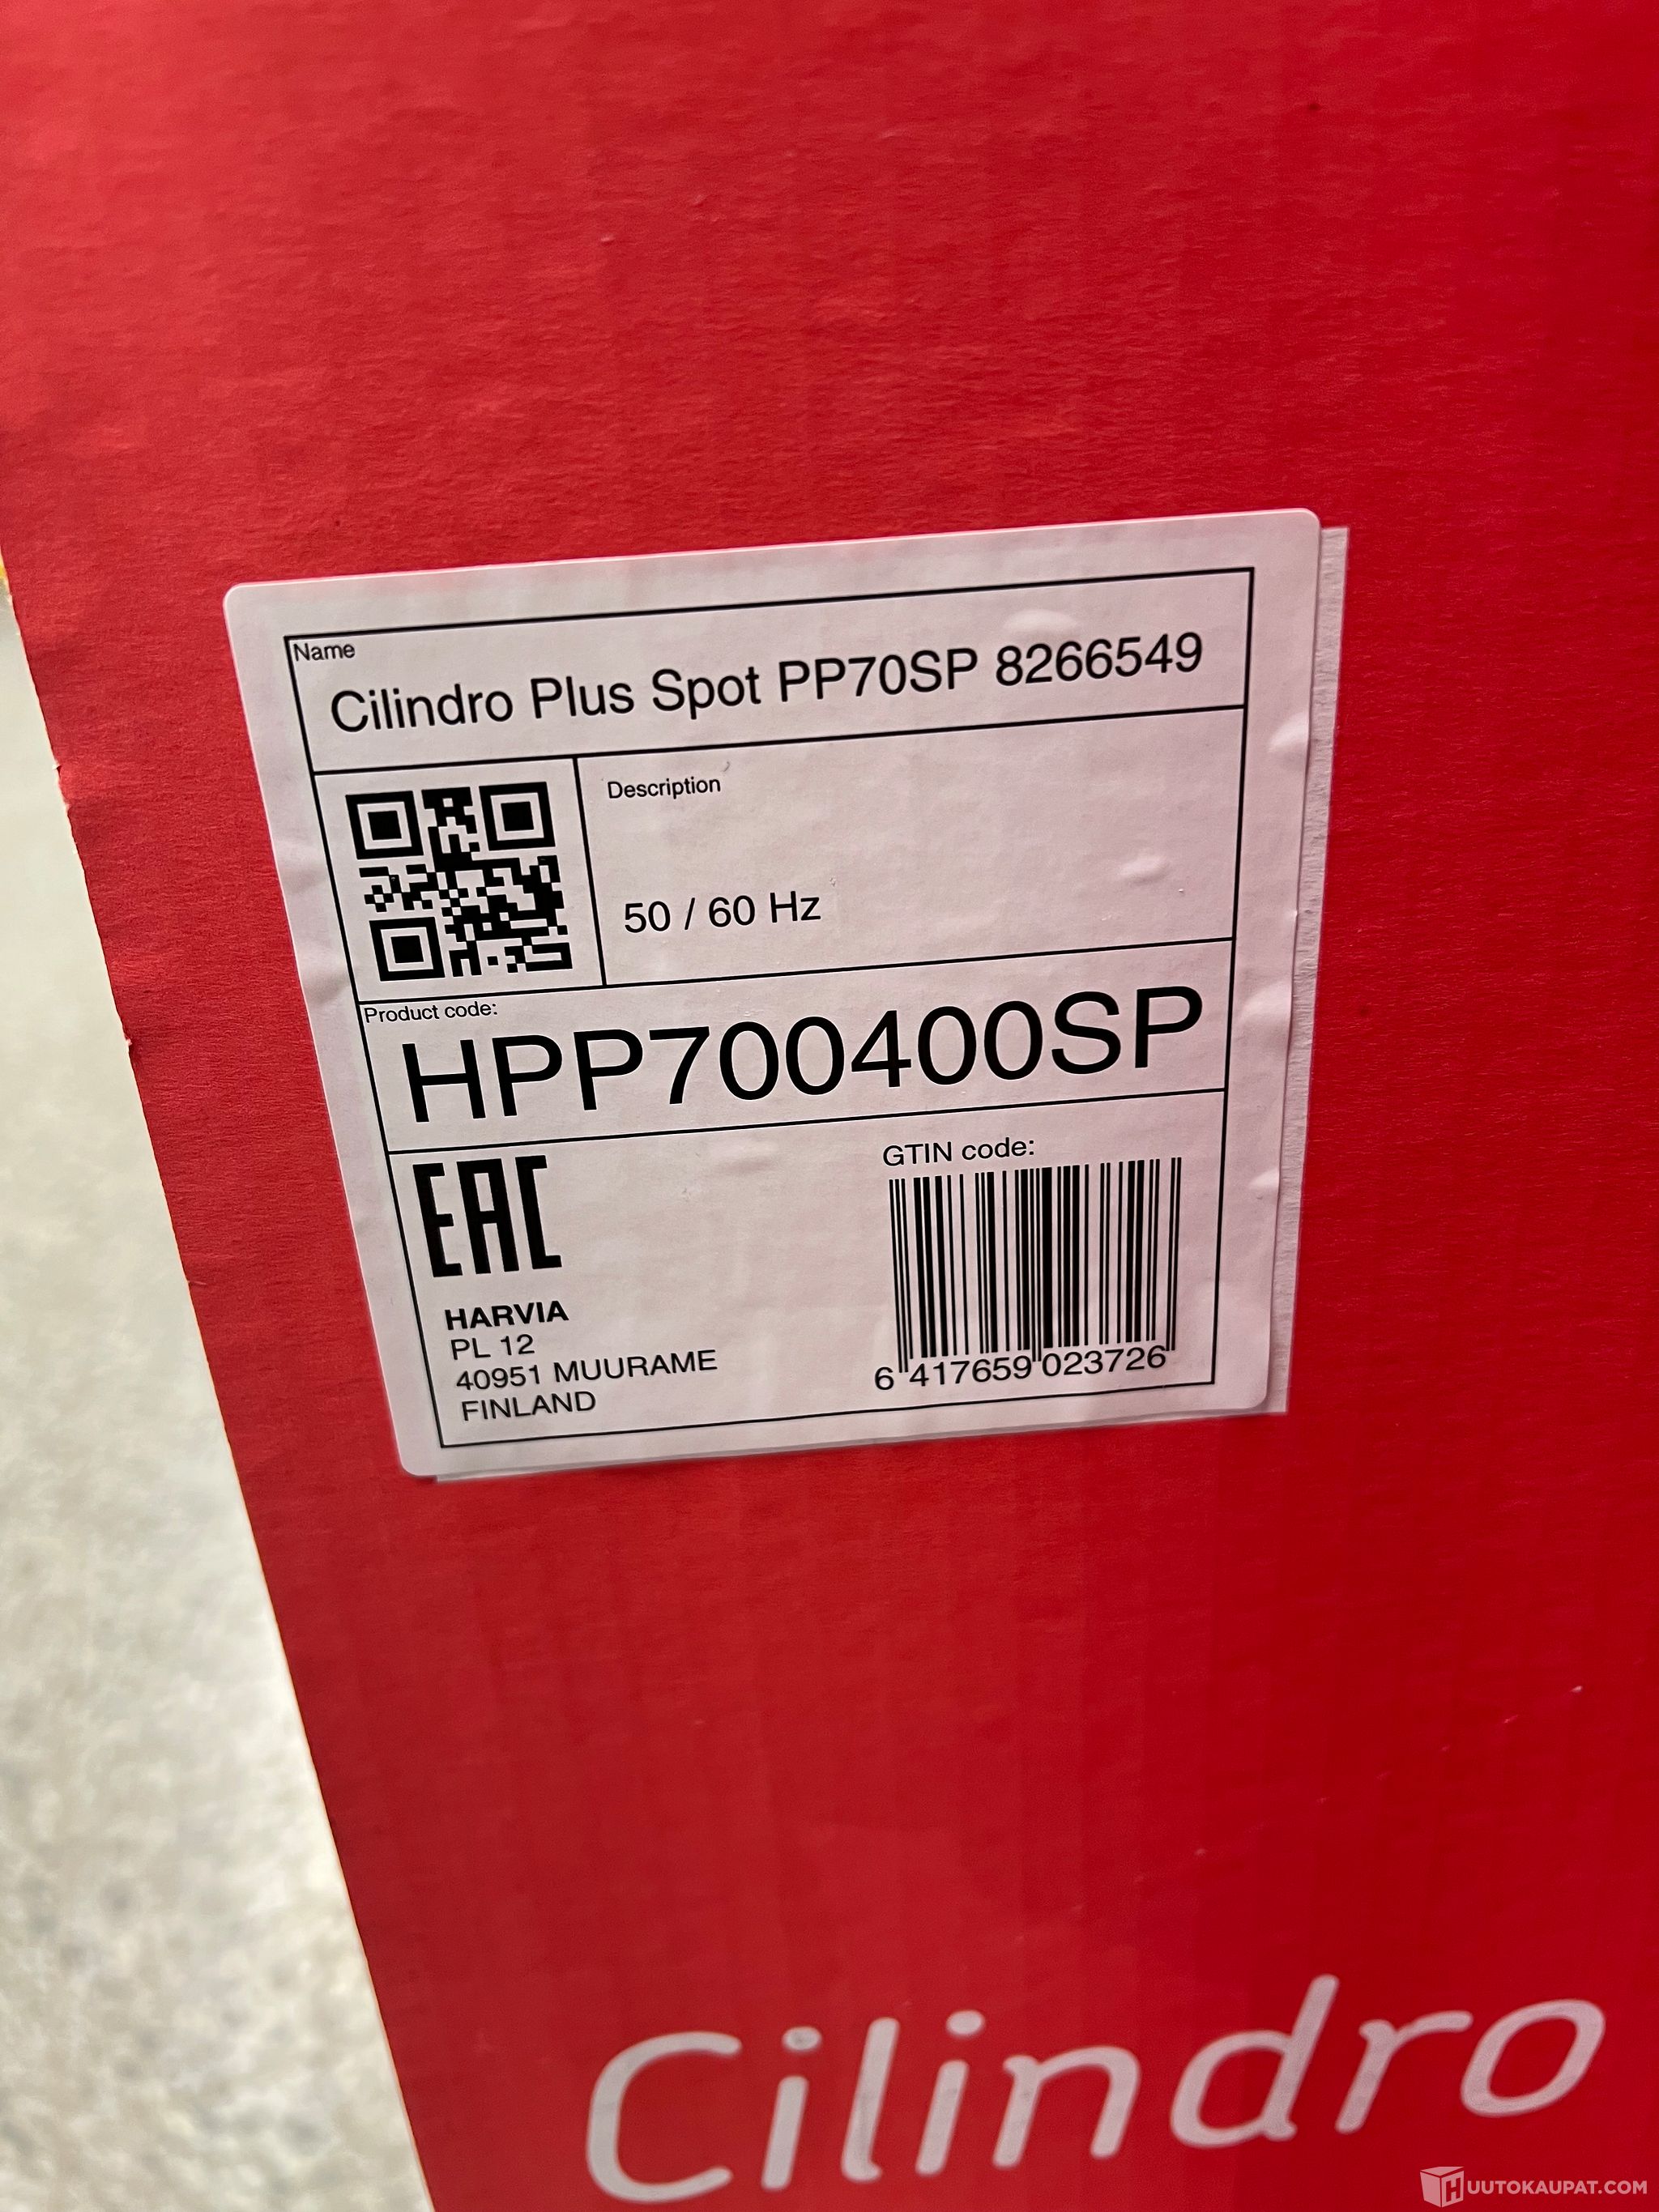 Name
Cilindro Plus Spot PP70SP 8266549
Description
50 / 60 Hz
Product code:
HPP700400SP
EAC
GTIN code:
HARVIA
PL 12
40951 MUURAME
FINLAND
6 417659 023726
Cilindro
HUUTOKAUPAT.COM